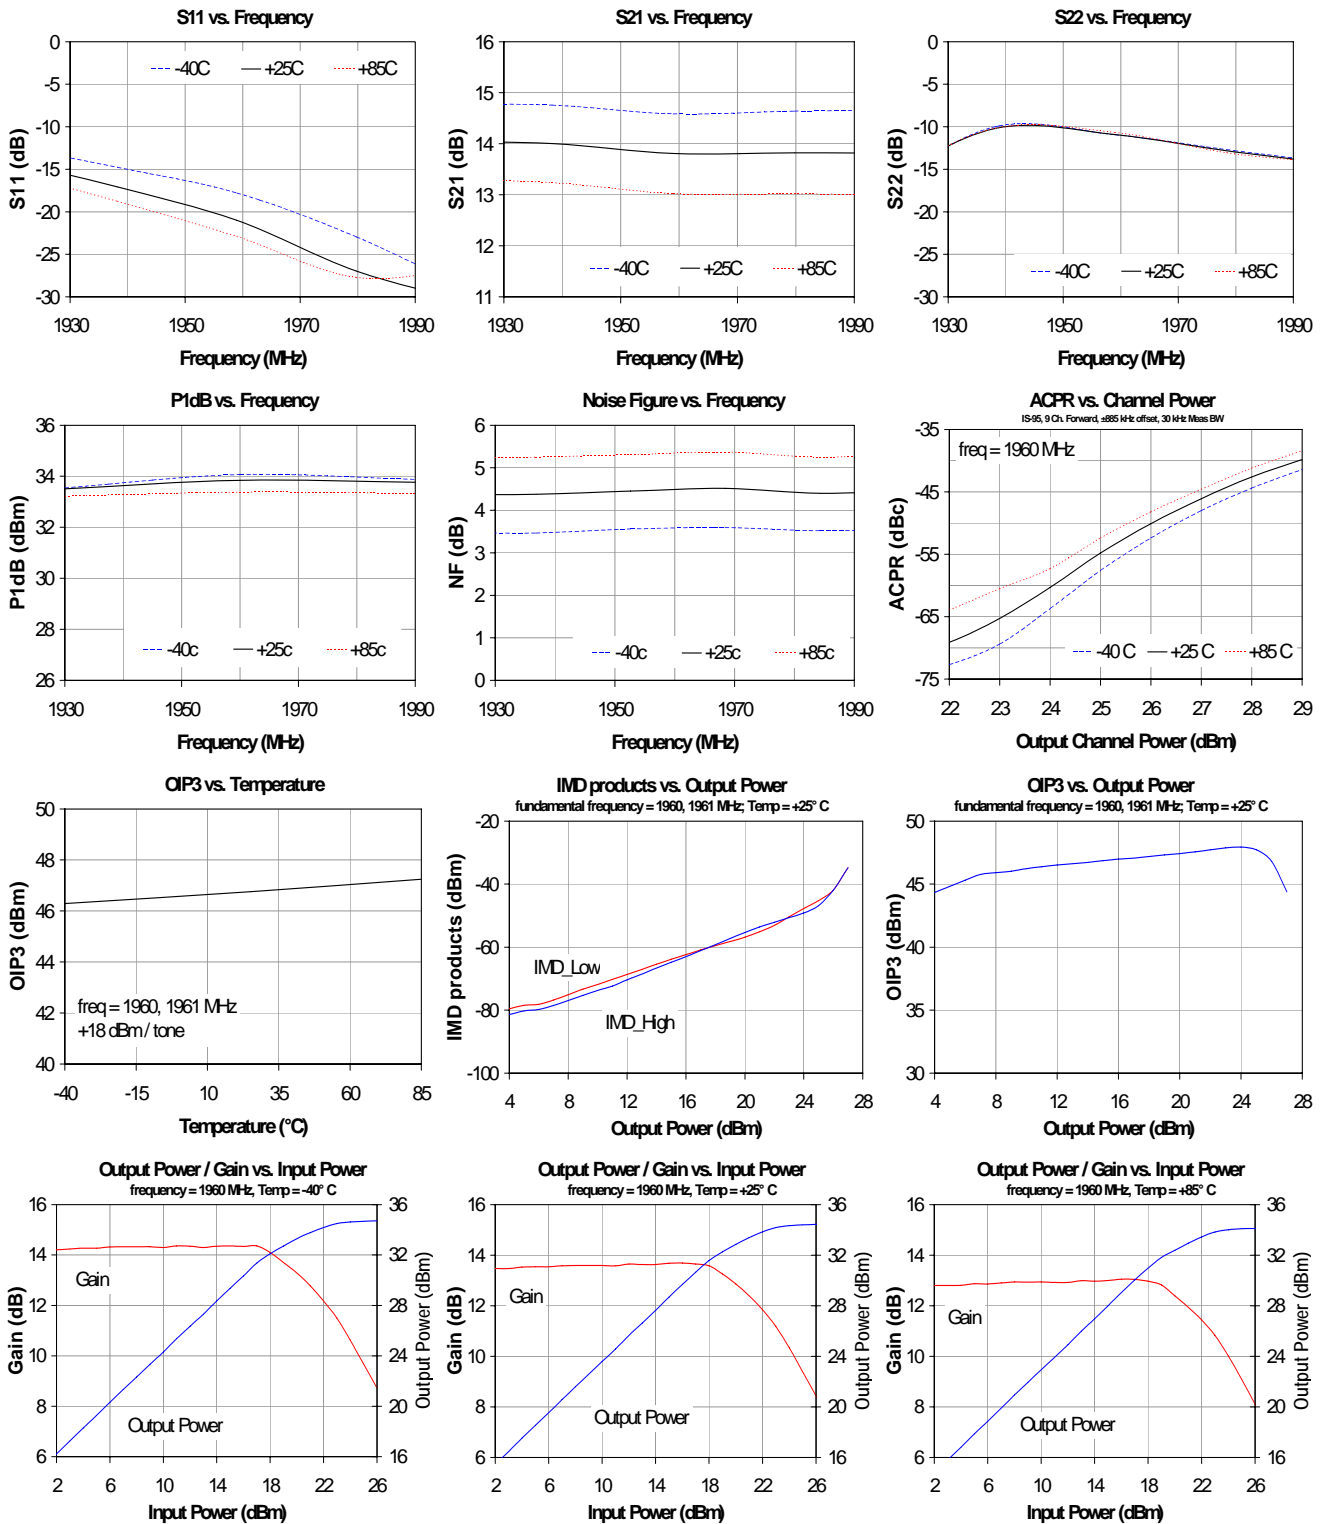 S11 vs. Frequency
0
-5
-10
-15
-20
-25
-30
S11 (dB)
-40C +25C +85C
1930 1950 1970 1990
Frequency (MHz)
S21 vs. Frequency
16
15
14
13
12
11
S21 (dB)
-40C +25C +85C
1930 1950 1970 1990
Frequency (MHz)
S22 vs. Frequency
0
-5
-10
-15
-20
-25
-30
S22 (dB)
-40C +25C +85C
1930 1950 1970 1990
Frequency (MHz)
P1dB vs. Frequency
36
34
32
30
28
26
P1dB (dBm)
-40c +25c +85c
1930 1950 1970 1990
Frequency (MHz)
Noise Figure vs. Frequency
6
5
4
3
2
1
0
NF (dB)
-40c +25c +85c
1930 1950 1970 1990
Frequency (MHz)
ACPR vs. Channel Power
IS-95, 9 Ch. Forward, ±885 kHz offset, 30 kHz Meas BW
freq = 1960 MHz
-35
-45
-55
-65
-75
ACPR (dBc)
-40 C +25 C +85 C
22 23 24 25 26 27 28 29
Output Channel Power (dBm)
OIP3 vs. Temperature
50
48
46
44
42
40
OIP3 (dBm)
freq = 1960, 1961 MHz
+18 dBm / tone
-40 -15 10 35 60 85
Temperature (°C)
IMD products vs. Output Power
fundamental frequency = 1960, 1961 MHz; Temp = +25° C
-20
-40
-60
-80
-100
IMD products (dBm)
IMD_Low
IMD_High
4 8 12 16 20 24 28
Output Power (dBm)
OIP3 vs. Output Power
fundamental frequency = 1960, 1961 MHz; Temp = +25° C
50
45
40
35
30
OIP3 (dBm)
4 8 12 16 20 24 28
Output Power (dBm)
Output Power / Gain vs. Input Power
frequency = 1960 MHz, Temp = -40° C
16
14
12
10
8
6
Gain (dB)
Gain
Output Power
36
32
28
24
20
16
Output Power (dBm)
2 6 10 14 18 22 26
Input Power (dBm)
Output Power / Gain vs. Input Power
frequency = 1960 MHz, Temp = +25° C
16
14
12
10
8
6
Gain (dB)
Gain
Output Power
36
32
28
24
20
16
Output Power (dBm)
2 6 10 14 18 22 26
Input Power (dBm)
Output Power / Gain vs. Input Power
frequency = 1960 MHz, Temp = +85° C
16
14
12
10
8
6
Gain (dB)
Gain
Output Power
36
32
28
24
20
16
Output Power (dBm)
2 6 10 14 18 22 26
Input Power (dBm)